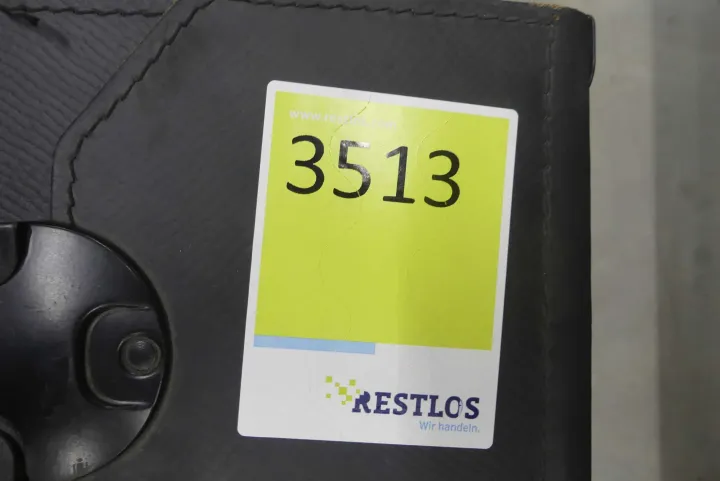 3513
RESTLOS
Wir handeln.